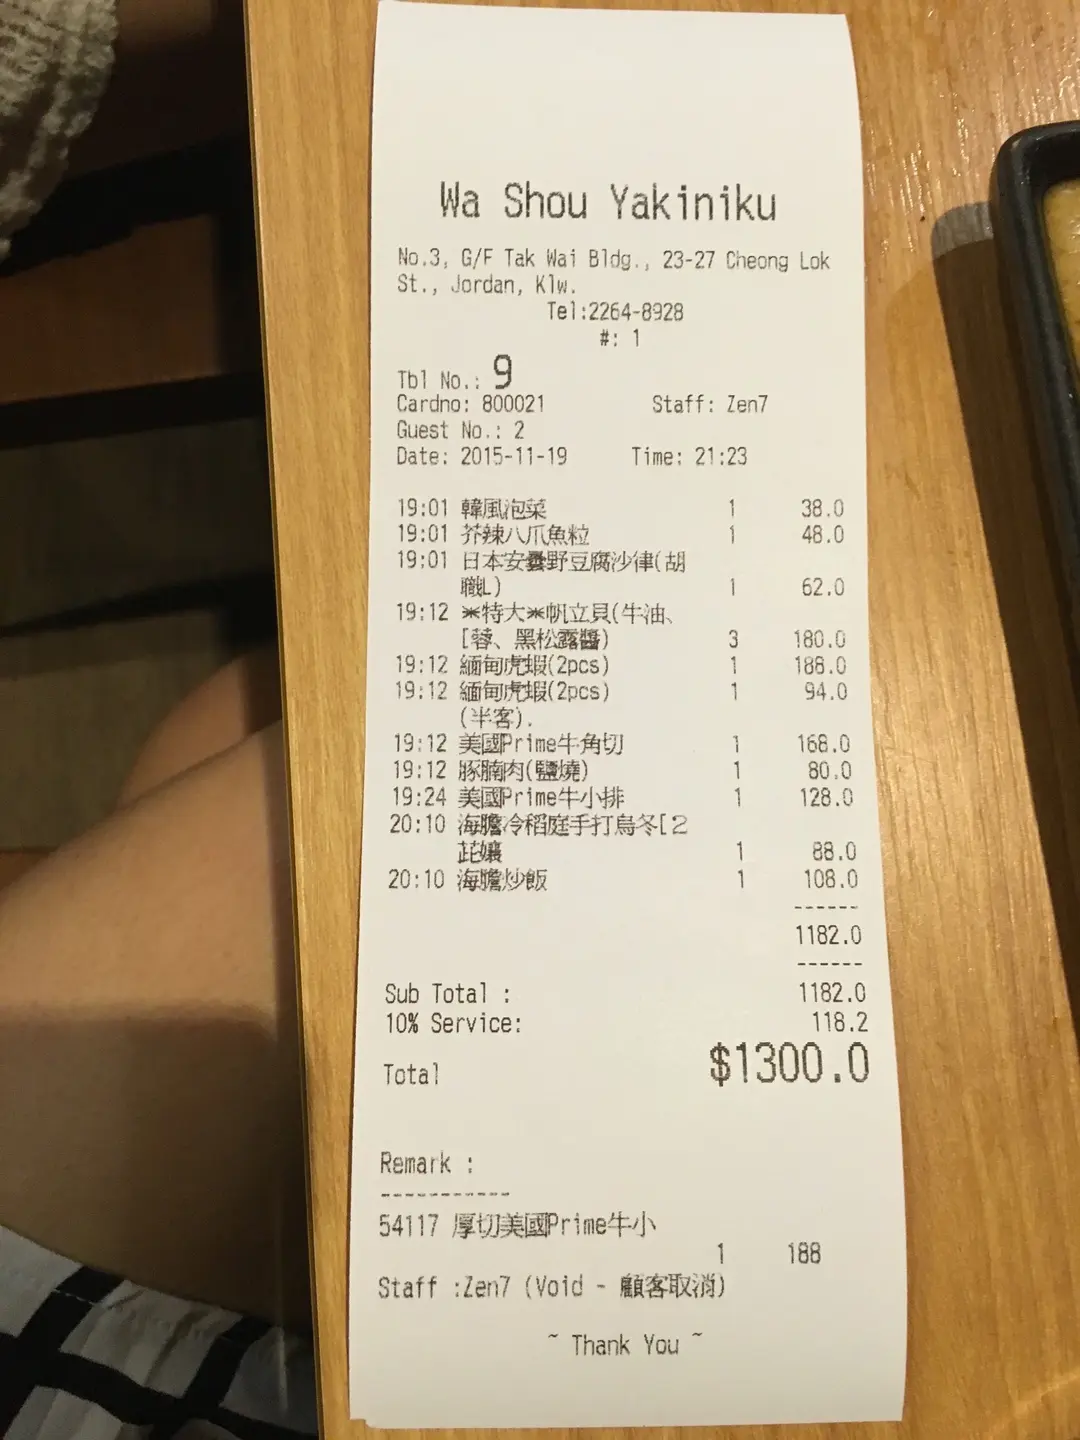 Wa Shou Yakiniku
No.3, G/F Tak Wai Bldg., 23-27 Cheong Lok
St., Jordan, Klw.
Tel:2264-8928
#: 1
Tbl No.: 9
Cardno: 800021 Staff: Zen7
Guest No.: 2
Date: 2015-11-19 Time: 21:23
19:01 韓風泡菜 1 38.0
19:01 芥辣八爪魚粒 1 48.0
19:01 日本安曇野豆腐沙律(胡
職L) 1 62.0
19:12 *特大*帆立貝(牛油、
[蓉、黑松露醬) 3 180.0
19:12 緬甸虎蝦(2pcs) 1 188.0
19:12 緬甸虎蝦(2pcs) 1 94.0
(半客).
19:12 美國Prime牛角切 1 168.0
19:12 豚腩肉(鹽燒) 1 80.0
19:24 美國Prime牛小排 1 128.0
20:10 海膽冷稻庭手打烏冬[2
1 88.0
20:10 海膽炒飯 1 108.0
------
1182.0
------
Sub Total : 1182.0
10% Service: 118.2
Total $1300.0
Remark :
-----------
54117 厚切美國Prime牛小
1 188
Staff :Zen7 (Void - 顧客取消)
~ Thank You ~